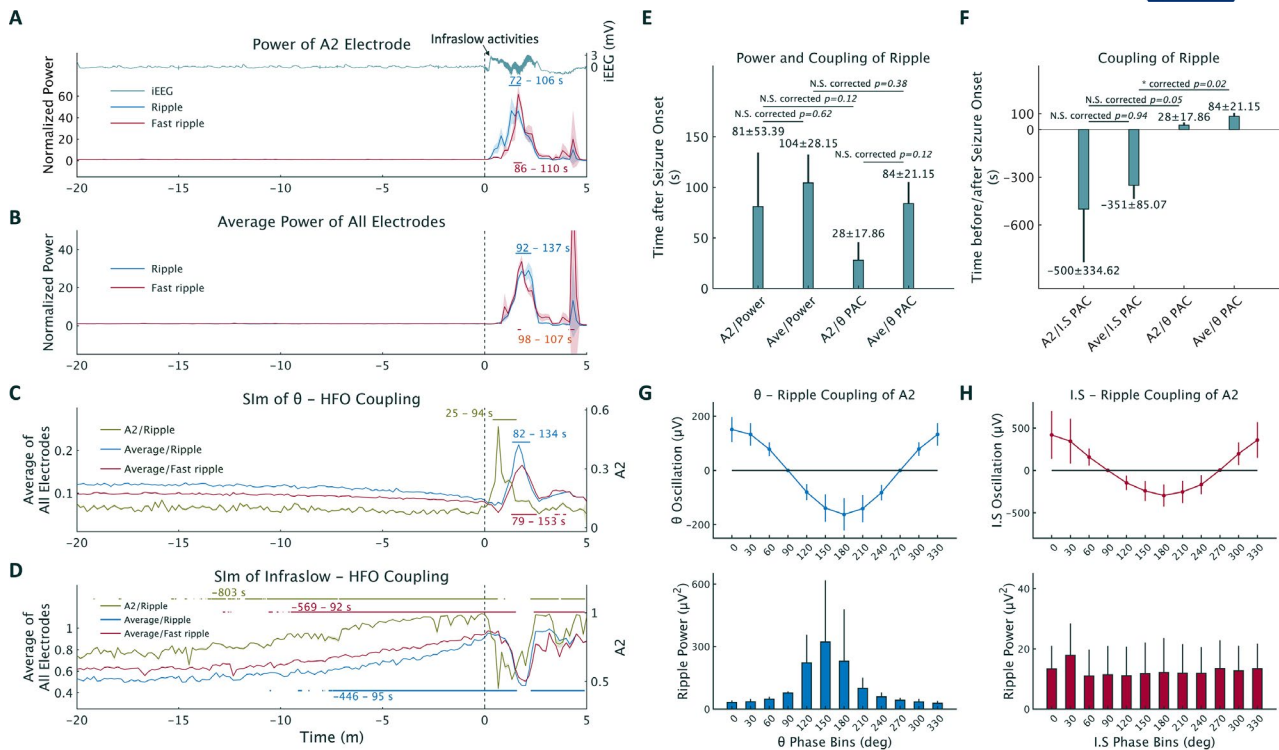 A
Power of A2 Electrode
Infraslow activities
iEEG (mV)
3
0
Normalized Power
60
40
20
0
iEEG
Ripple
Fast ripple
72 – 106 s
86 – 110 s
−20
−15
−10
−5
0
5
B
Average Power of All Electrodes
Normalized Power
40
20
0
Ripple
Fast ripple
92 – 137 s
98 – 107 s
−20
−15
−10
−5
0
5
C
SIm of θ – HFO Coupling
Average of
All Electrodes
0.2
0.1
A2/Ripple
Average/Ripple
Average/Fast ripple
25 – 94 s
82 – 134 s
79 – 153 s
0.6
0.3
0
A2
−20
−15
−10
−5
0
5
D
SIm of Infraslow – HFO Coupling
Average of
All Electrodes
1
0.8
0.6
0.4
−803 s
A2/Ripple
Average/Ripple
Average/Fast ripple
−569 – 92 s
−446 – 95 s
1
0.5
A2
−20
−15
−10
−5
0
5
Time (m)
E
Power and Coupling of Ripple
Time after Seizure Onset
(s)
150
100
50
0
N.S. corrected p=0.38
N.S. corrected p=0.12
N.S. corrected p=0.62
81±53.39
104±28.15
N.S. corrected p=0.12
84±21.15
28±17.86
A2/Power
Ave/Power
A2/θ PAC
Ave/θ PAC
F
Coupling of Ripple
Time before/after Seizure Onset
(s)
100
0
−300
−600
* corrected p=0.02
N.S. corrected p=0.05
N.S. corrected p=0.94
84±21.15
28±17.86
−351±85.07
−500±334.62
A2/I.S PAC
Ave/I.S PAC
A2/θ PAC
Ave/θ PAC
G
θ – Ripple Coupling of A2
θ Oscillation (µV)
200
0
−200
0
30
60
90
120
150
180
210
240
270
300
330
Ripple Power (µV²)
600
300
0
0
30
60
90
120
150
180
210
240
270
300
330
θ Phase Bins (deg)
H
I.S – Ripple Coupling of A2
I.S Oscillation (µV)
500
0
−500
0
30
60
90
120
150
180
210
240
270
300
330
Ripple Power (µV²)
40
20
0
0
30
60
90
120
150
180
210
240
270
300
330
I.S Phase Bins (deg)